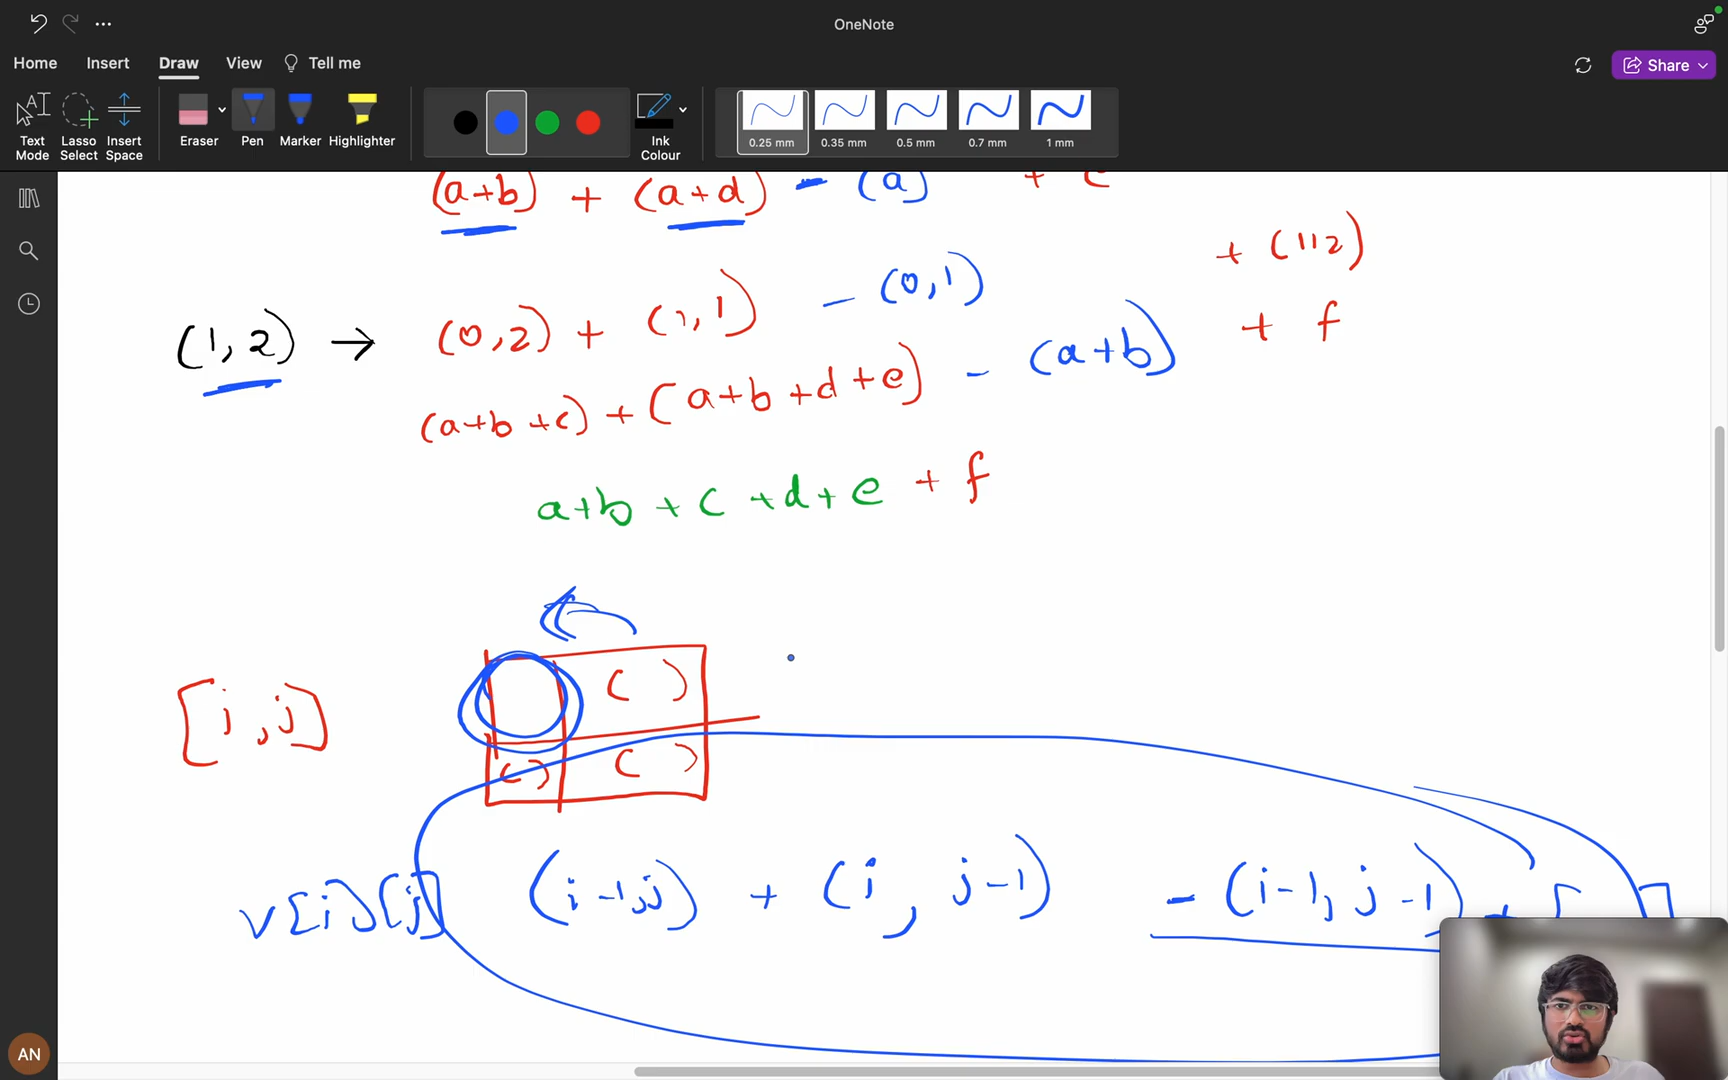 OneNote
Home Insert Draw View Tell me
Share
Text Mode
Lasso Select
Insert Space
Eraser
Pen
Marker
Highlighter
Ink Colour
0.25 mm
0.35 mm
0.5 mm
0.7 mm
1 mm
(a+b) + (a+d) - (a)
(1,2) → (0,2) + (1,1) - (0,1) + (1,2)
(a+b+c) + (a+b+d+e) - (a+b) + f
a+b+c+d+e+f
[i,j)
( )
( ) ( )
v[i][j] (i-1,j) + (i, j-1) - (i-1, j-1) +
AN